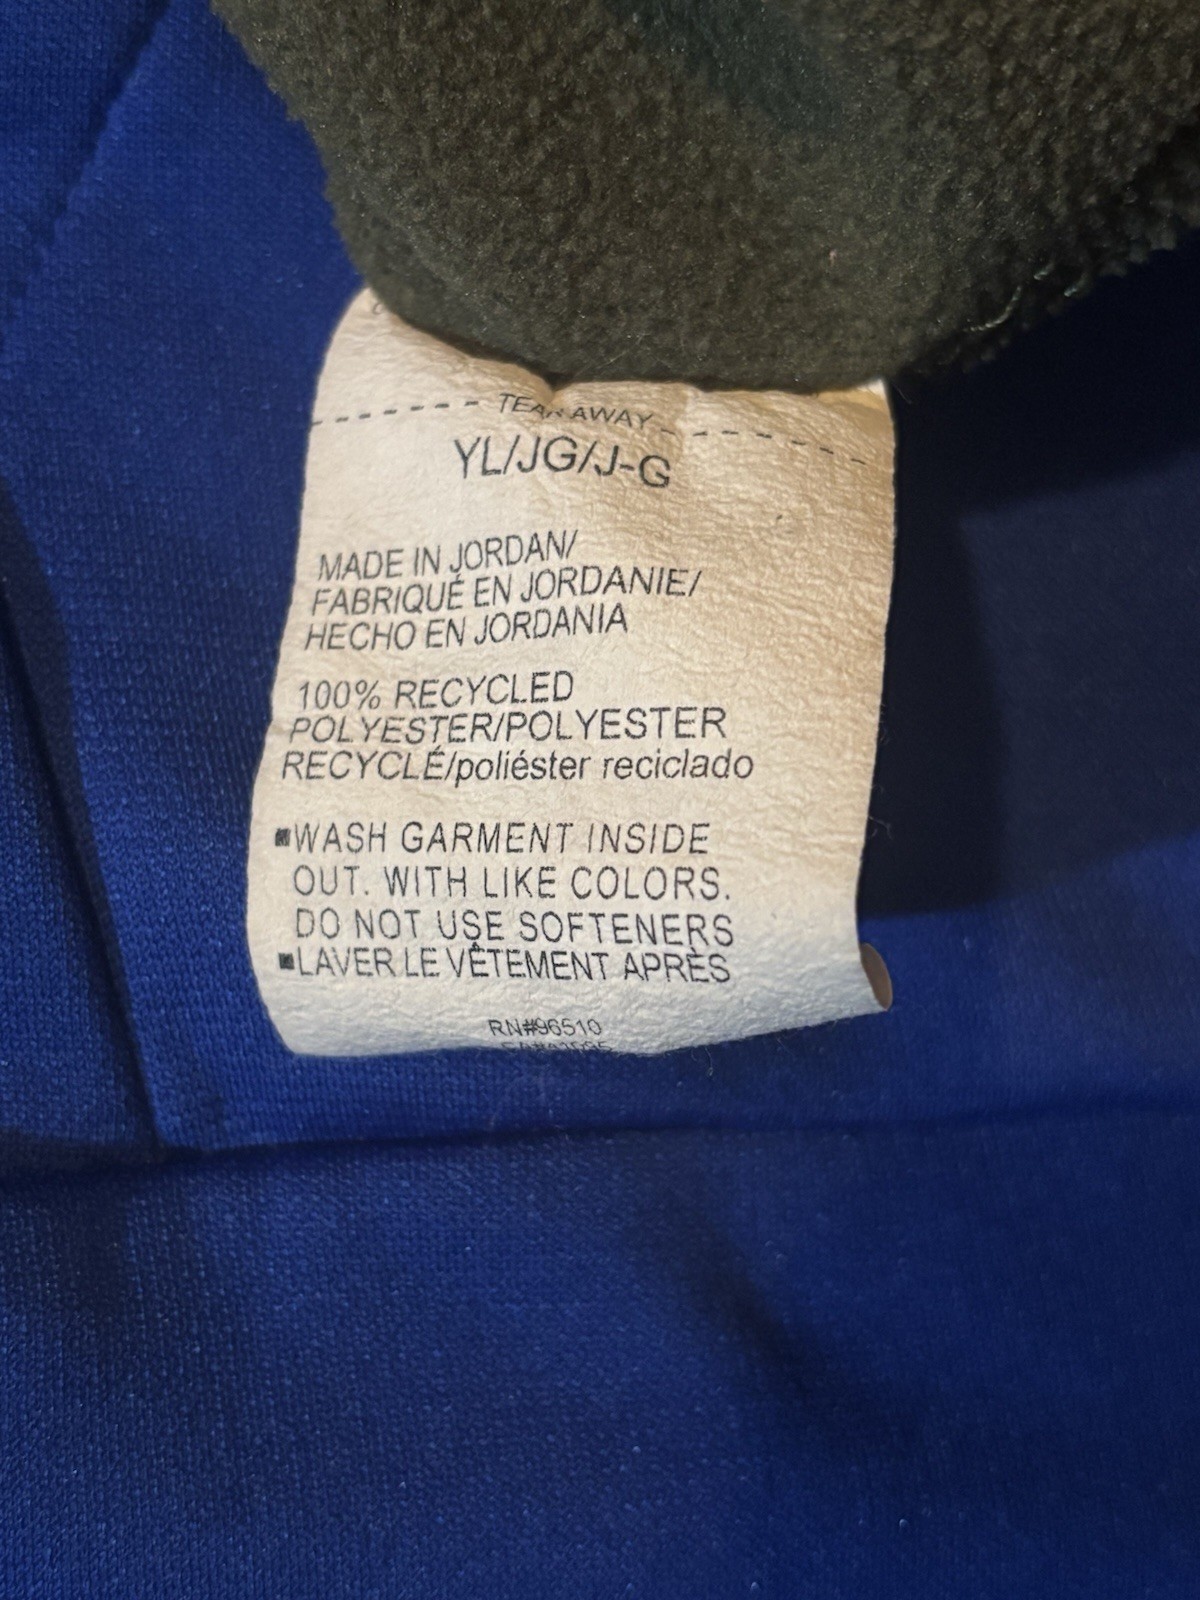 TEAR AWAY
YL/JG/J-G
MADE IN JORDAN/
FABRIQUÉ EN JORDANIE/
HECHO EN JORDANIA
100% RECYCLED
POLYESTER/POLYESTER
RECYCLÉ/poliéster reciclado
▪WASH GARMENT INSIDE
OUT. WITH LIKE COLORS.
DO NOT USE SOFTENERS
▪LAVER LE VÊTEMENT APRÈS
RN#96510